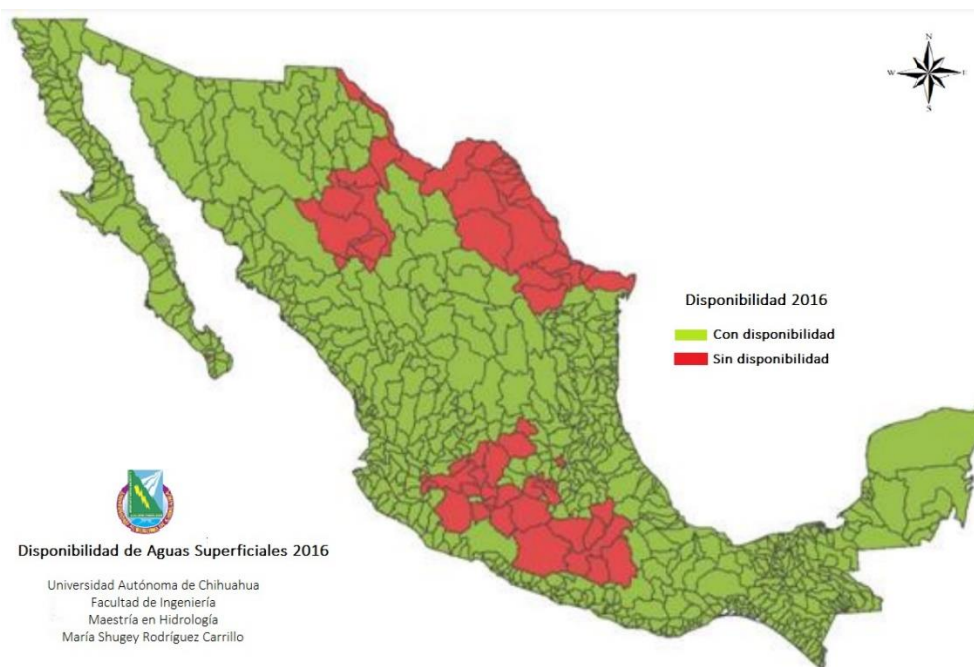 N
W
E
S
Disponibilidad 2016
Con disponibilidad
Sin disponibilidad
Disponibilidad de Aguas Superficiales 2016
Universidad Autónoma de Chihuahua
Facultad de Ingeniería
Maestría en Hidrología
María Shugey Rodríguez Carrillo